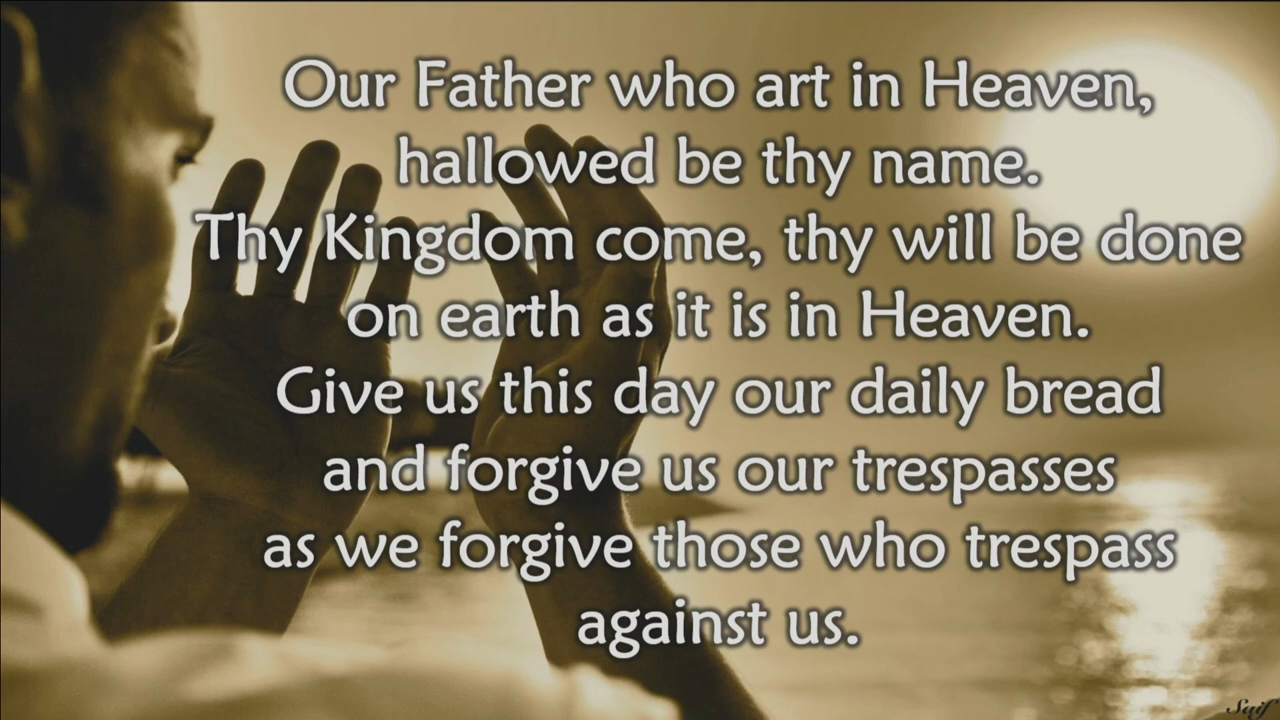 Our Father who art in Heaven,
hallowed be thy name.
Thy Kingdom come, thy will be done
on earth as it is in Heaven.
Give us this day our daily bread
and forgive us our trespasses
as we forgive those who trespass
against us.
Saif